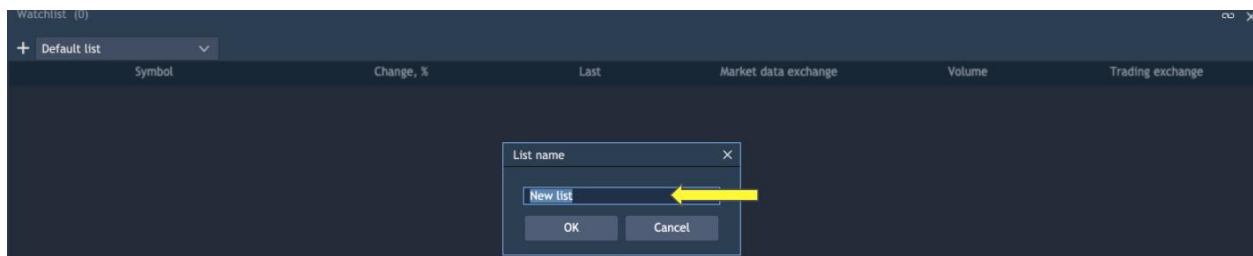 Watchlist (0)
Default list
Symbol Change, % Last Market data exchange Volume Trading exchange
List name
New list
OK Cancel